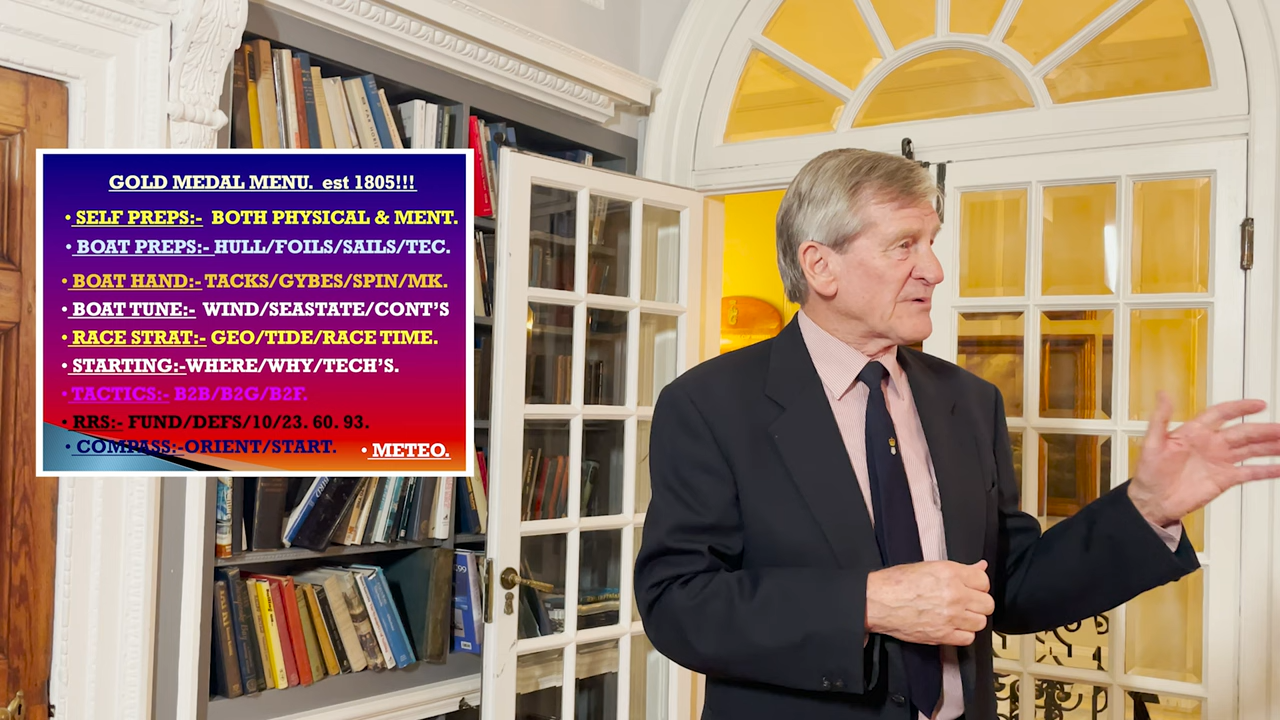 GOLD MEDAL MENU. est 1805!!!
• SELF PREPS:- BOTH PHYSICAL & MENT.
• BOAT PREPS:- HULL/FOILS/SAILS/TEC.
• BOAT HAND:- TACKS/GYBES/SPIN/MK.
• BOAT TUNE:- WIND/SEASTATE/CONT'S
• RACE STRAT:- GEO/TIDE/RACE TIME.
• STARTING:-WHERE/WHY/TECH'S.
• TACTICS:- B2B/B2G/B2F.
• RRS:- FUND/DEFS/10/23. 60. 93.
• COMPASS:-ORIENT/START.
• METEO.